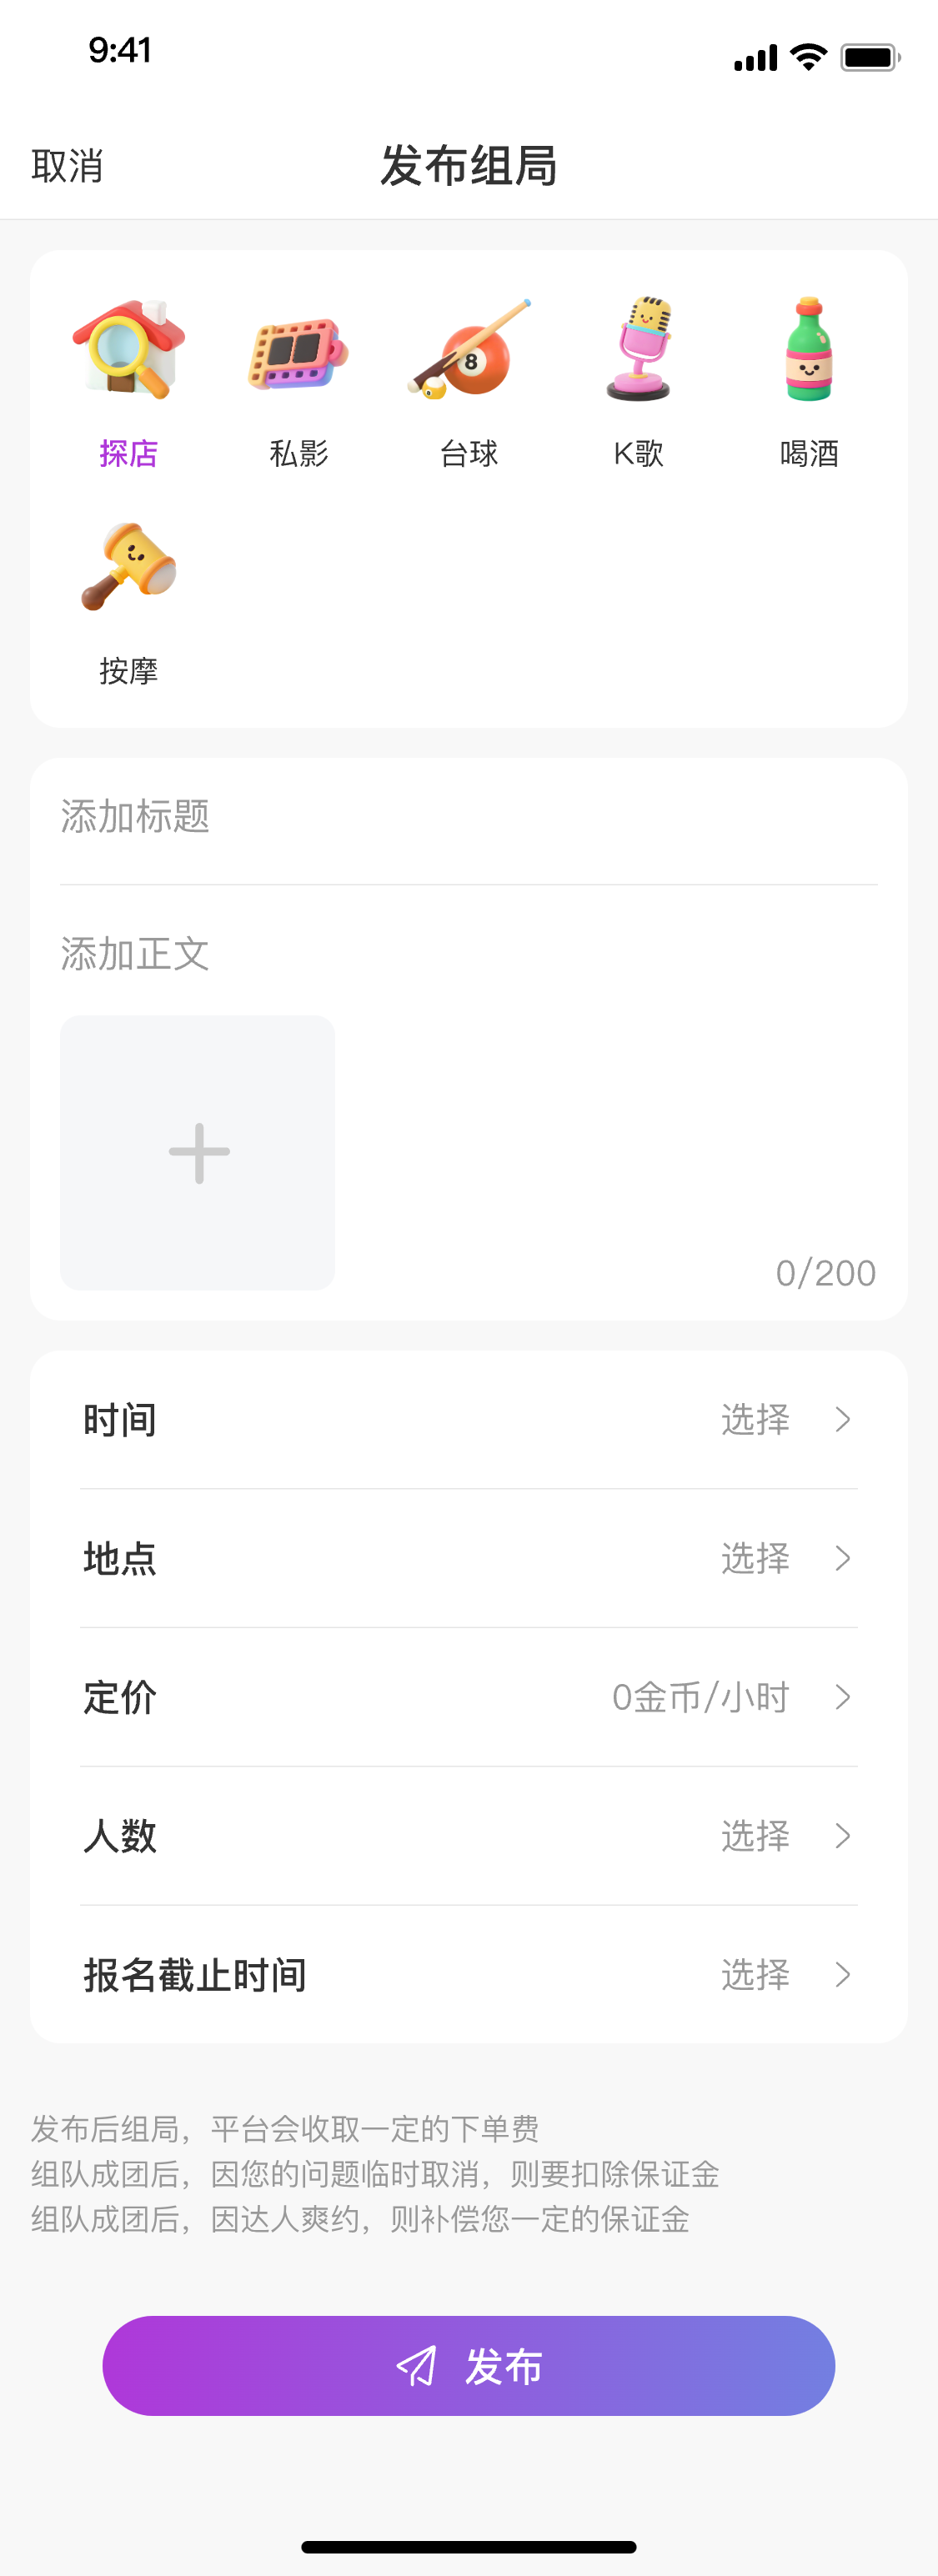 9:41
取消
发布组局
8
探店
私影
台球
K歌
喝酒
按摩
添加标题
添加正文
0/200
时间
选择
地点
选择
定价
0金币/小时
人数
选择
报名截止时间
选择
发布后组局，平台会收取一定的下单费
组队成团后，因您的问题临时取消，则要扣除保证金
组队成团后，因达人爽约，则补偿您一定的保证金
发布